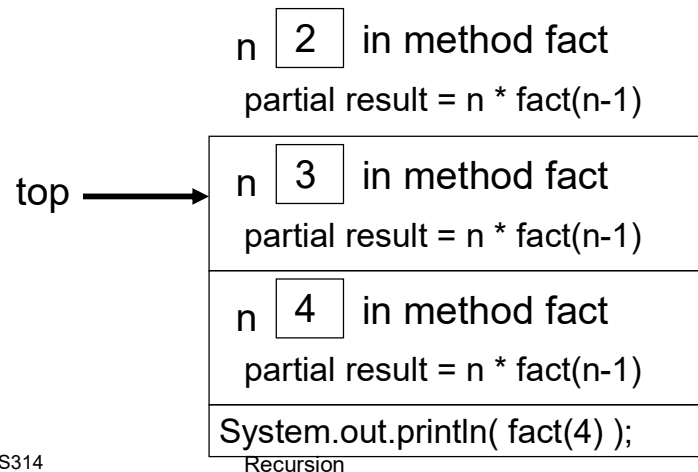 n 2 in method fact
partial result = n * fact(n-1)
top
n 3 in method fact
partial result = n * fact(n-1)
n 4 in method fact
partial result = n * fact(n-1)
System.out.println( fact(4) );
S314
Recursion